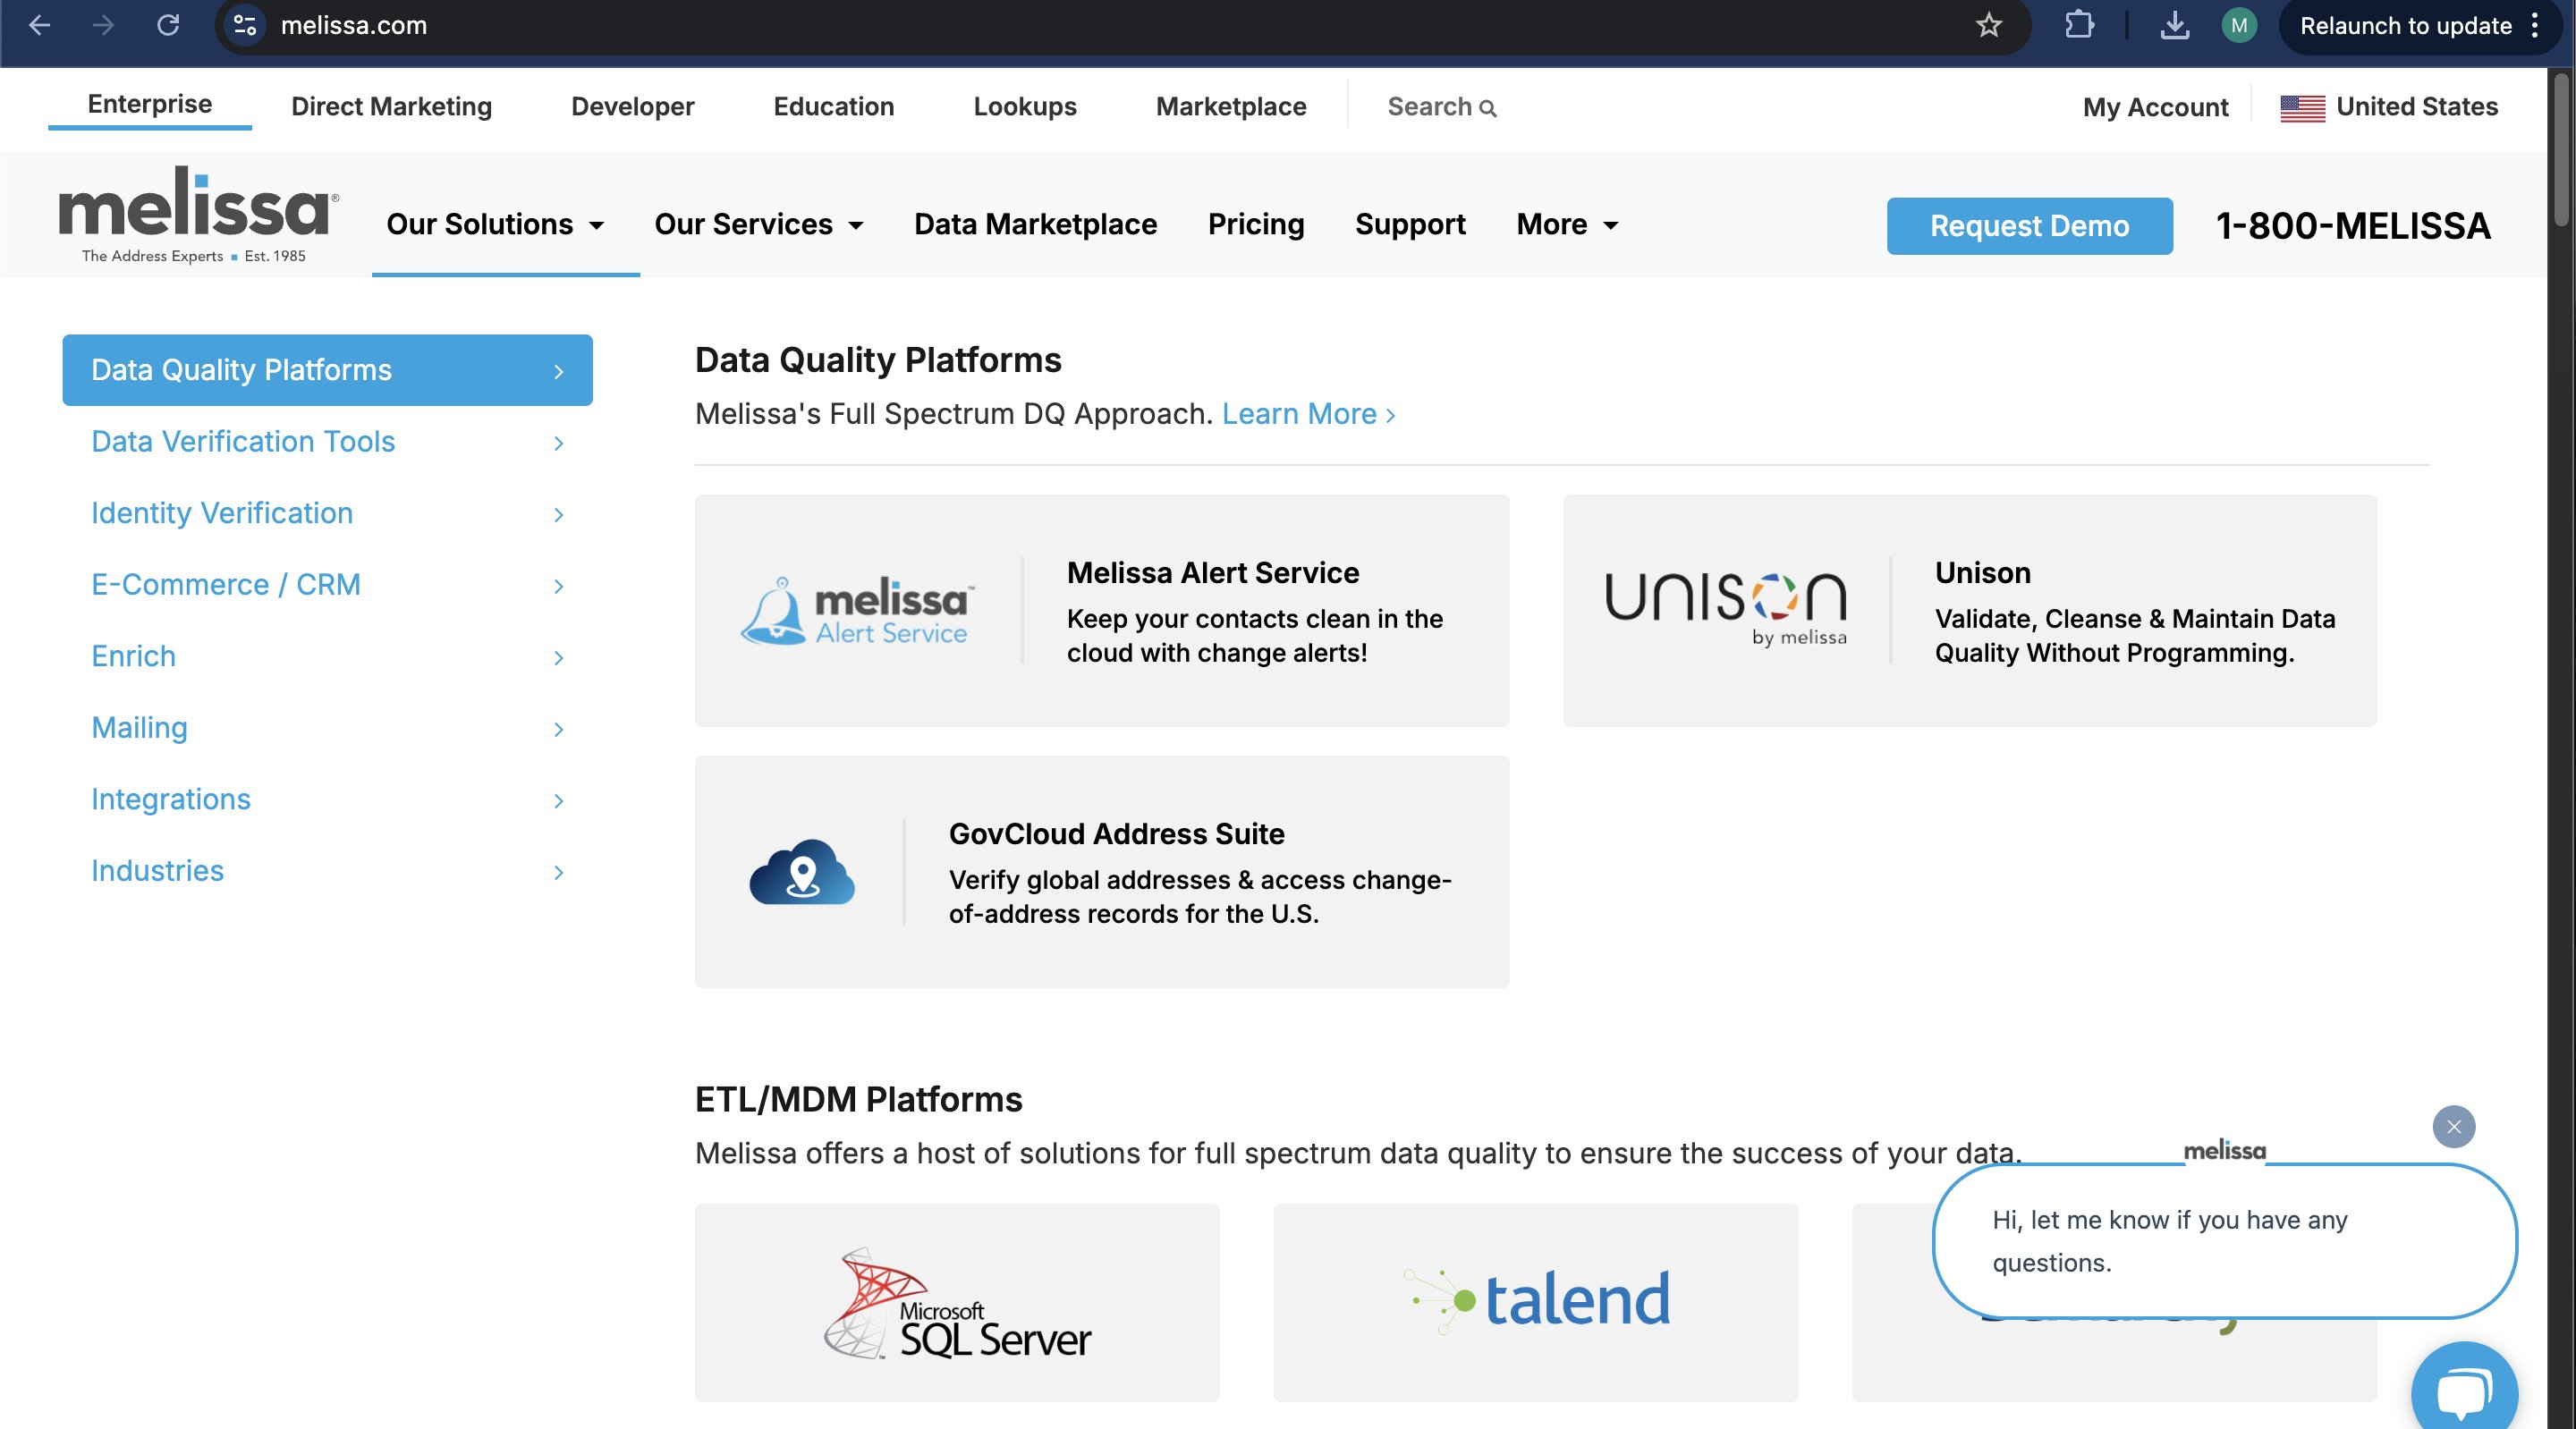 melissa.com
M
Relaunch to update
Enterprise
Direct Marketing
Developer
Education
Lookups
Marketplace
Search
My Account
United States
melissa®
The Address Experts ▪ Est. 1985
Our Solutions
Our Services
Data Marketplace
Pricing
Support
More
Request Demo
1-800-MELISSA
Data Quality Platforms
Data Verification Tools
Identity Verification
E-Commerce / CRM
Enrich
Mailing
Integrations
Industries
Data Quality Platforms
Melissa's Full Spectrum DQ Approach. Learn More
melissa™
Alert Service
Melissa Alert Service
Keep your contacts clean in the
cloud with change alerts!
UNISON
by melissa
Unison
Validate, Cleanse & Maintain Data
Quality Without Programming.
GovCloud Address Suite
Verify global addresses & access change-
of-address records for the U.S.
ETL/MDM Platforms
Melissa offers a host of solutions for full spectrum data quality to ensure the success of your data.
Microsoft
SQL Server™
talend
melissa
Hi, let me know if you have any
questions.